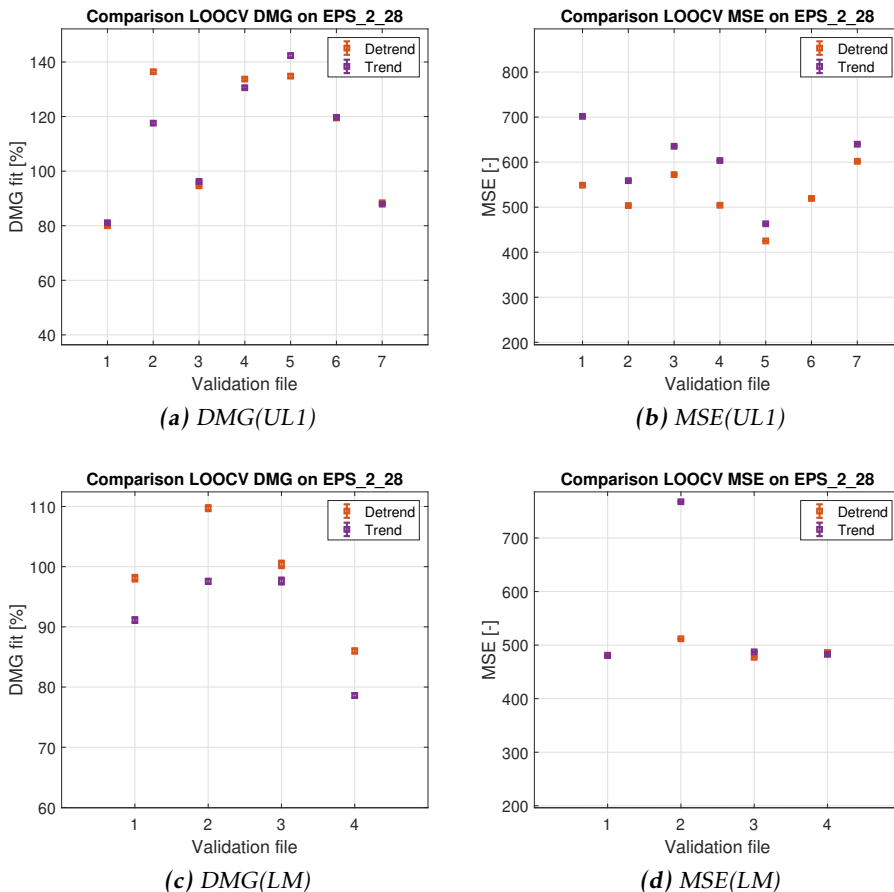 Comparison LOOCV DMG on EPS_2_28
Detrend
Trend
140
120
100
80
60
40
DMG fit [%]
1 2 3 4 5 6 7
Validation file
(a) DMG(UL1)
Comparison LOOCV MSE on EPS_2_28
Detrend
Trend
800
700
600
500
400
300
200
MSE [-]
1 2 3 4 5 6 7
Validation file
(b) MSE(UL1)
Comparison LOOCV DMG on EPS_2_28
Detrend
Trend
110
100
90
80
70
60
DMG fit [%]
1 2 3 4
Validation file
(c) DMG(LM)
Comparison LOOCV MSE on EPS_2_28
Detrend
Trend
700
600
500
400
300
200
MSE [-]
1 2 3 4
Validation file
(d) MSE(LM)